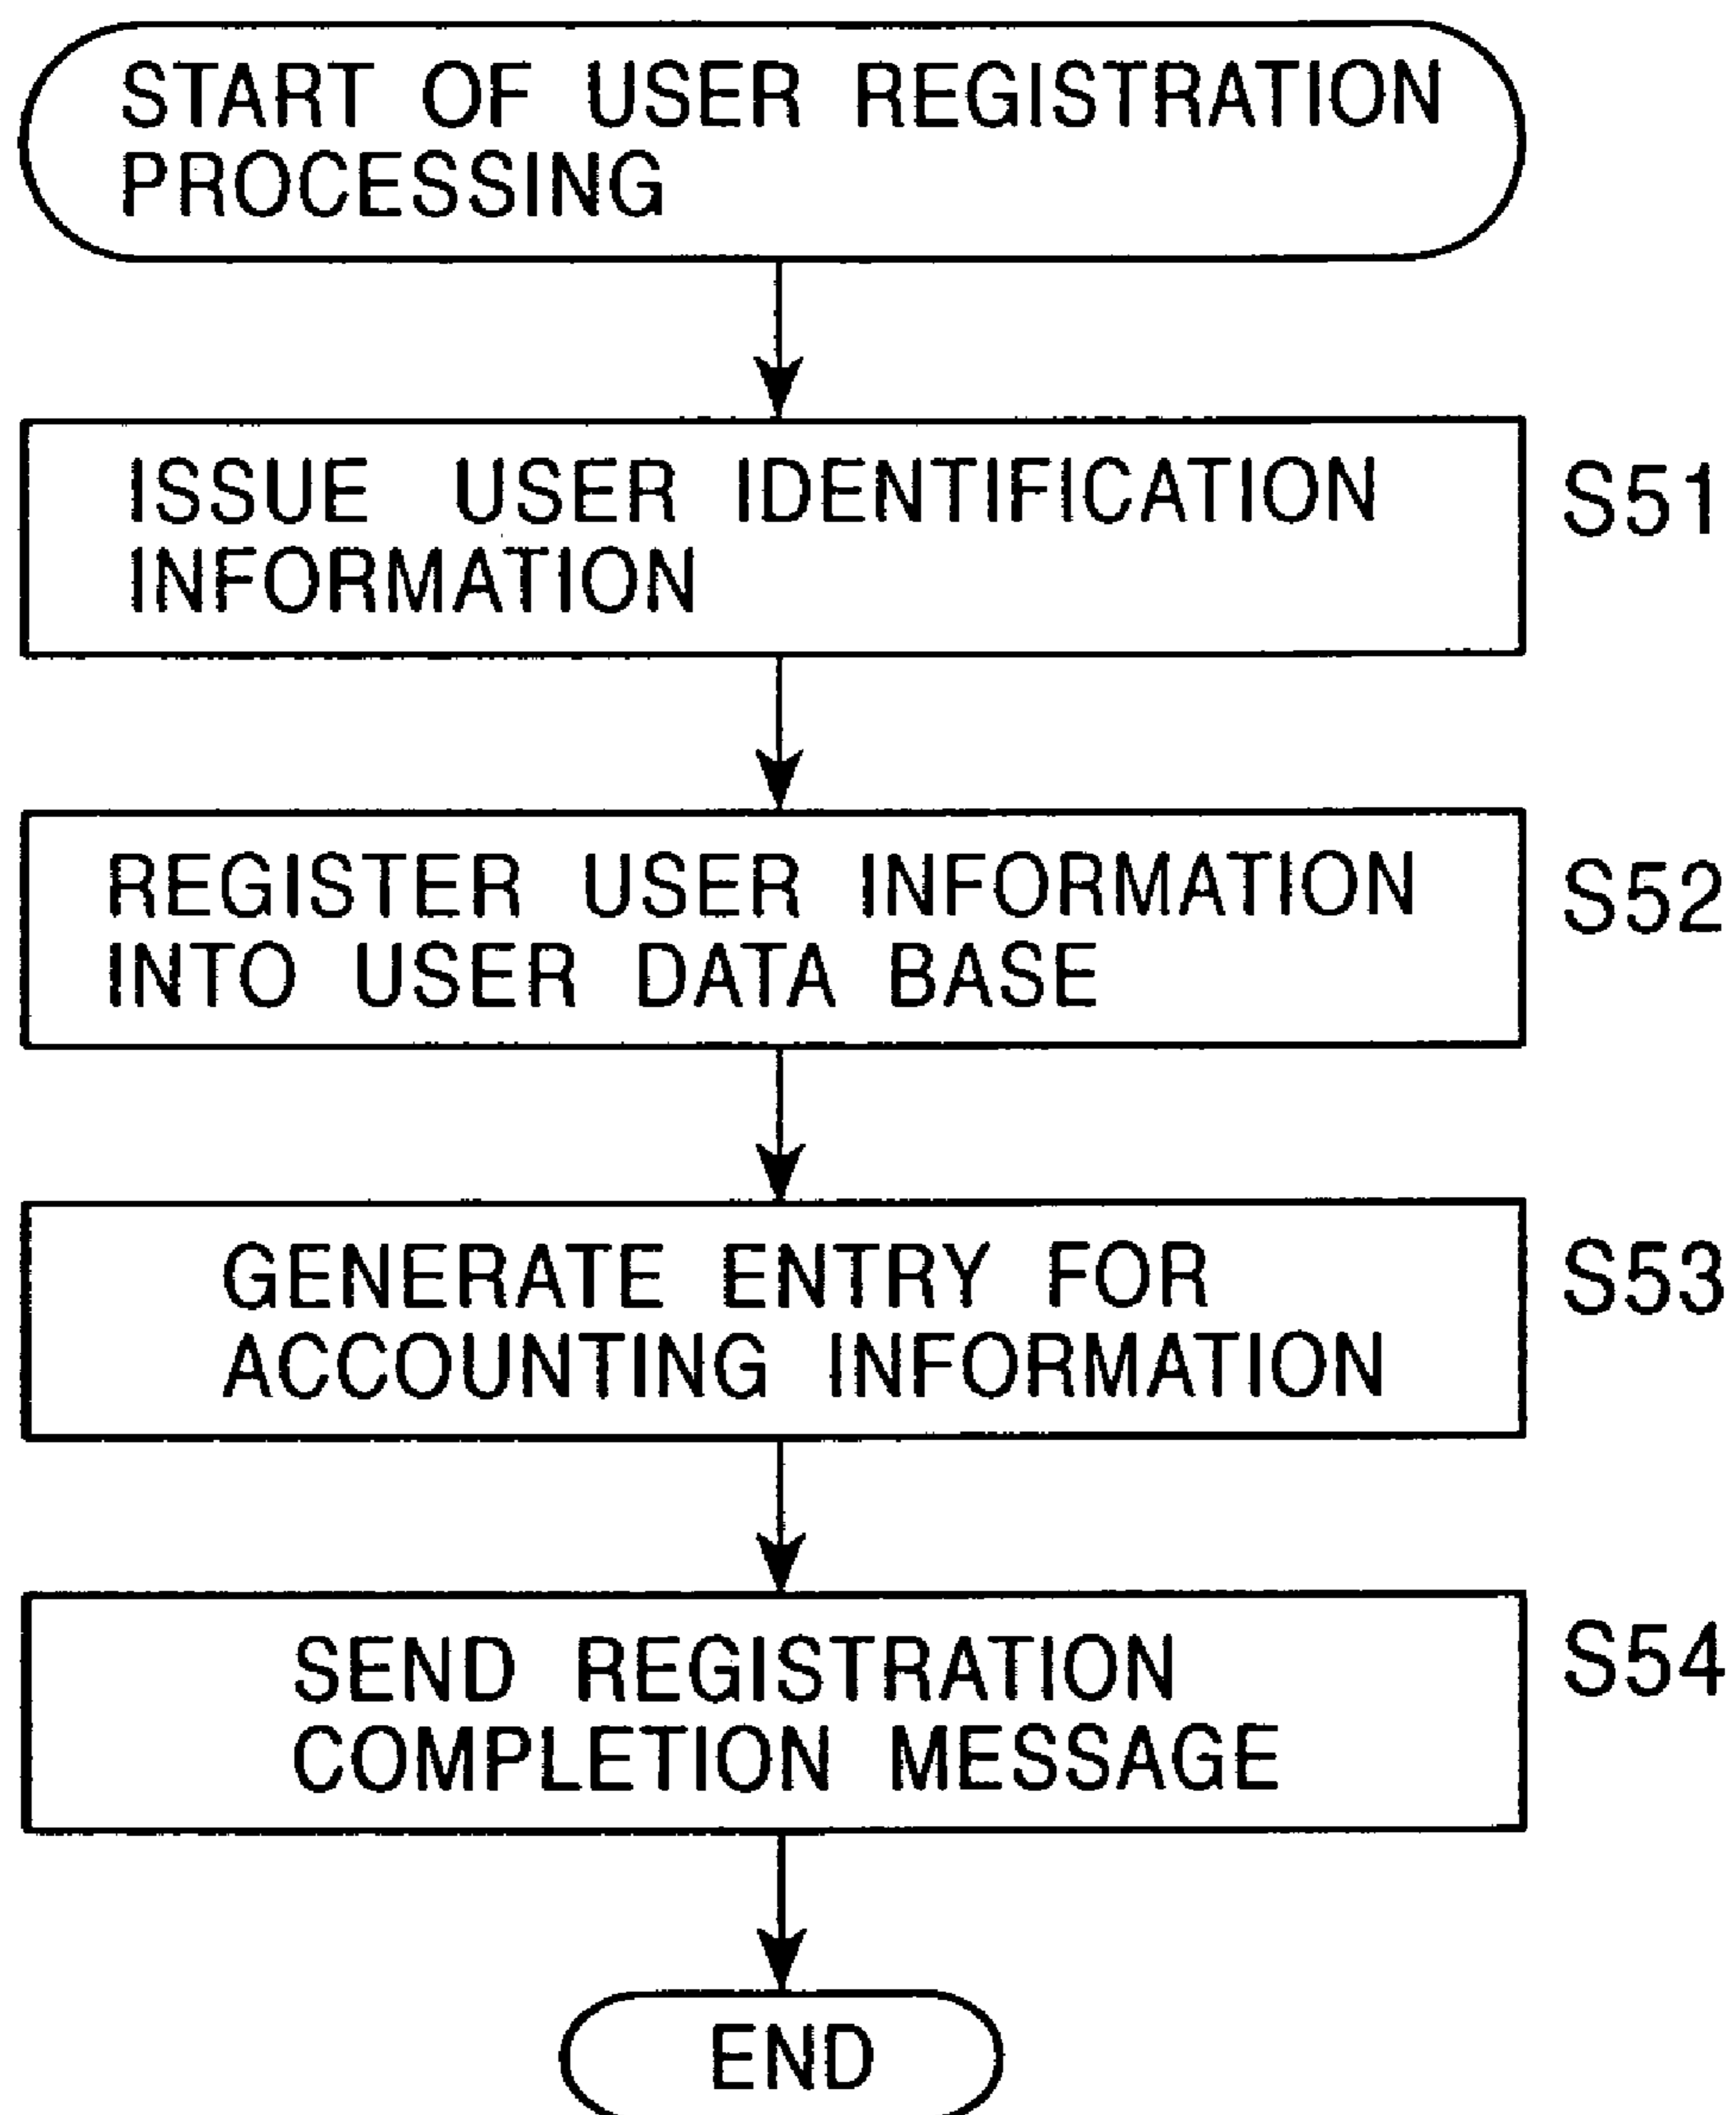 START OF USER REGISTRATION
PROCESSING
ISSUE USER IDENTIFICATION
INFORMATION
S51
REGISTER USER INFORMATION
INTO USER DATA BASE
S52
GENERATE ENTRY FOR
ACCOUNTING INFORMATION
S53
SEND REGISTRATION
COMPLETION MESSAGE
S54
END